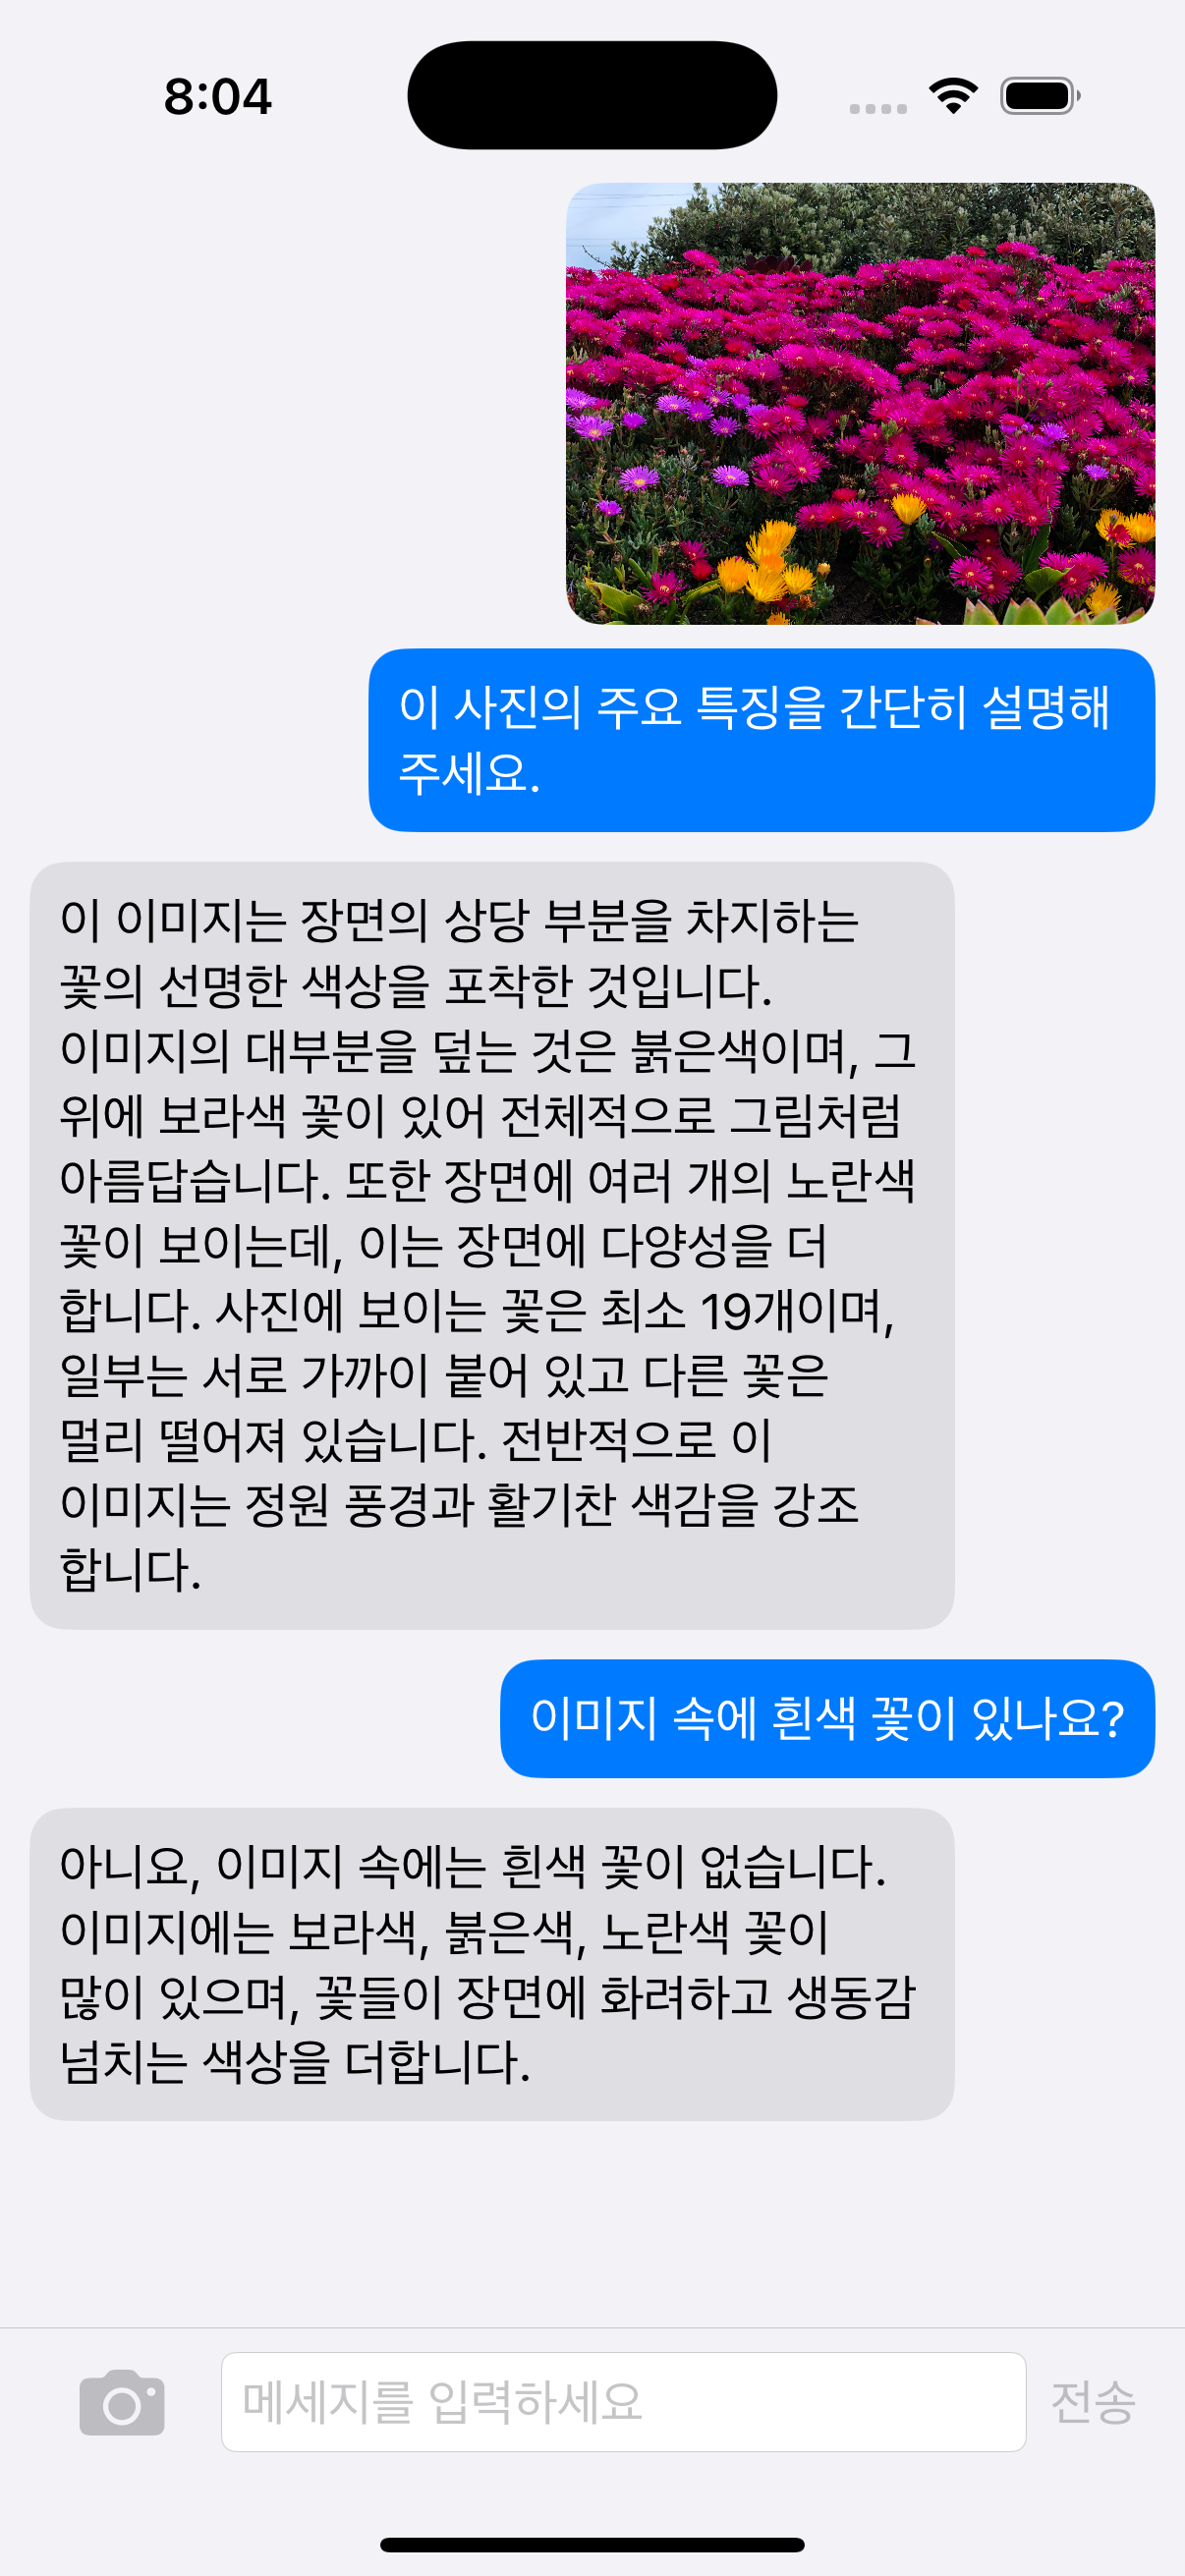 8:04
이 사진의 주요 특징을 간단히 설명해
주세요.
이 이미지는 장면의 상당 부분을 차지하는
꽃의 선명한 색상을 포착한 것입니다.
이미지의 대부분을 덮는 것은 붉은색이며, 그
위에 보라색 꽃이 있어 전체적으로 그림처럼
아름답습니다. 또한 장면에 여러 개의 노란색
꽃이 보이는데, 이는 장면에 다양성을 더
합니다. 사진에 보이는 꽃은 최소 19개이며,
일부는 서로 가까이 붙어 있고 다른 꽃은
멀리 떨어져 있습니다. 전반적으로 이
이미지는 정원 풍경과 활기찬 색감을 강조
합니다.
이미지 속에 흰색 꽃이 있나요?
아니요, 이미지 속에는 흰색 꽃이 없습니다.
이미지에는 보라색, 붉은색, 노란색 꽃이
많이 있으며, 꽃들이 장면에 화려하고 생동감
넘치는 색상을 더합니다.
메세지를 입력하세요
전송